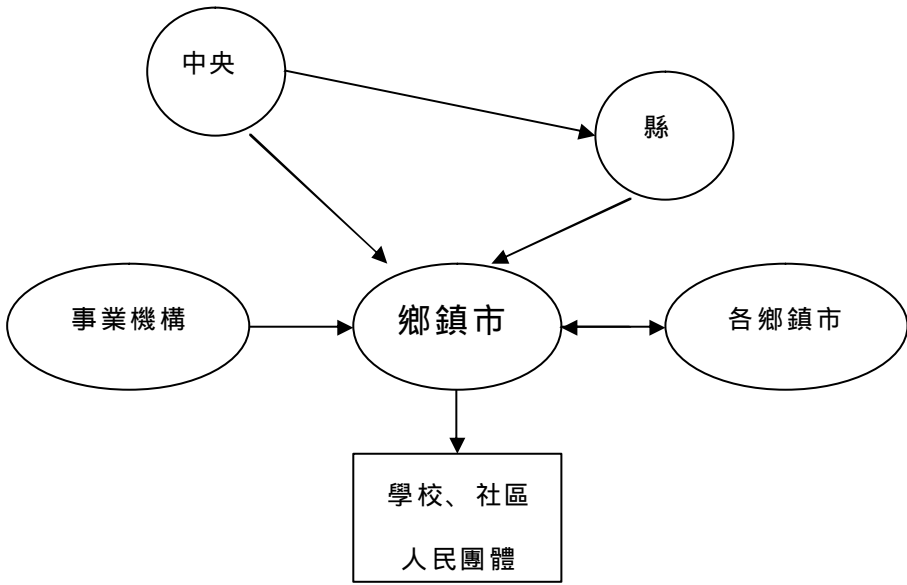 中央
縣
事業機構
鄉鎮市
各鄉鎮市
學校、社區
人民團體